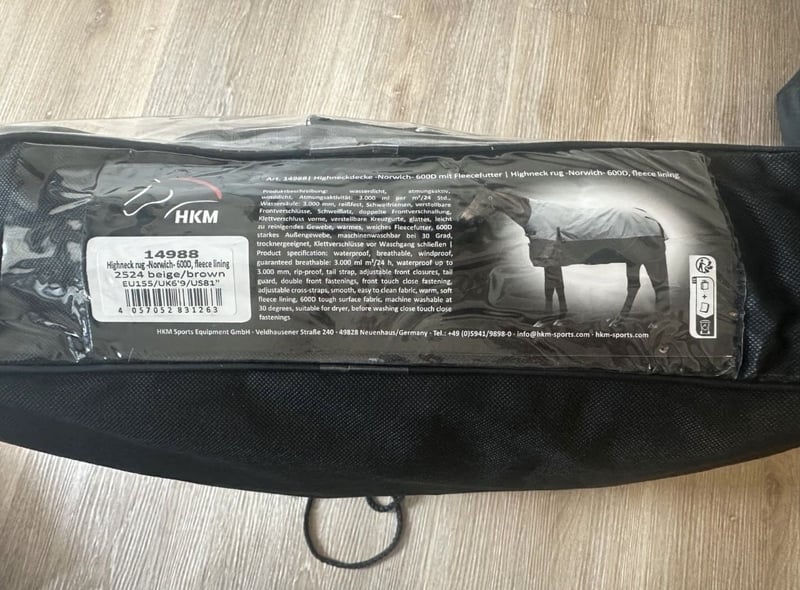 Art. 14988| Highneckdecke -Norwich- 600D mit Fleecefutter | Highneck rug -Norwich- 600D, fleece lining
HKM
14988
Highneck rug -Norwich- 600D, fleece lining
2524 beige/brown
EU155/UK6'9/US81"
4 057052 831263
Produktbeschreibung: wasserdicht, atmungsaktiv,
winddicht, Atmungsaktivität: 3.000 ml per m²/24 Std.,
Wassersäule: 3.000 mm, reißfest, Schweifriemen, verstellbare
Frontverschlüsse, Schweiflatz, doppelte Frontverschnallung,
Klettverschluss vorne, verstellbare Kreuzgurte, glattes, leicht
zu reinigendes Gewebe, warmes, weiches Fleecefutter, 600D
starkes Außengewebe, maschinenwaschbar bei 30 Grad,
trocknergeeignet, Klettverschlüsse vor Waschgang schließen |
Product specification: waterproof, breathable, windproof,
guaranteed breathable: 3.000 ml m²/24 h, waterproof up to
3.000 mm, rip-proof, tail strap, adjustable front closures, tail
guard, double front fastenings, front touch close fastening,
adjustable cross-straps, smooth, easy to clean fabric, warm, soft
fleece lining, 600D tough surface fabric, machine washable at
30 degrees, suitable for dryer, before washing close touch close
fastenings
HKM Sports Equipment GmbH · Veldhausener Straße 240 · 49828 Neuenhaus/Germany · Tel.: +49 (0)5941/9898-0 · info@hkm-sports.com · hkm-sports.com